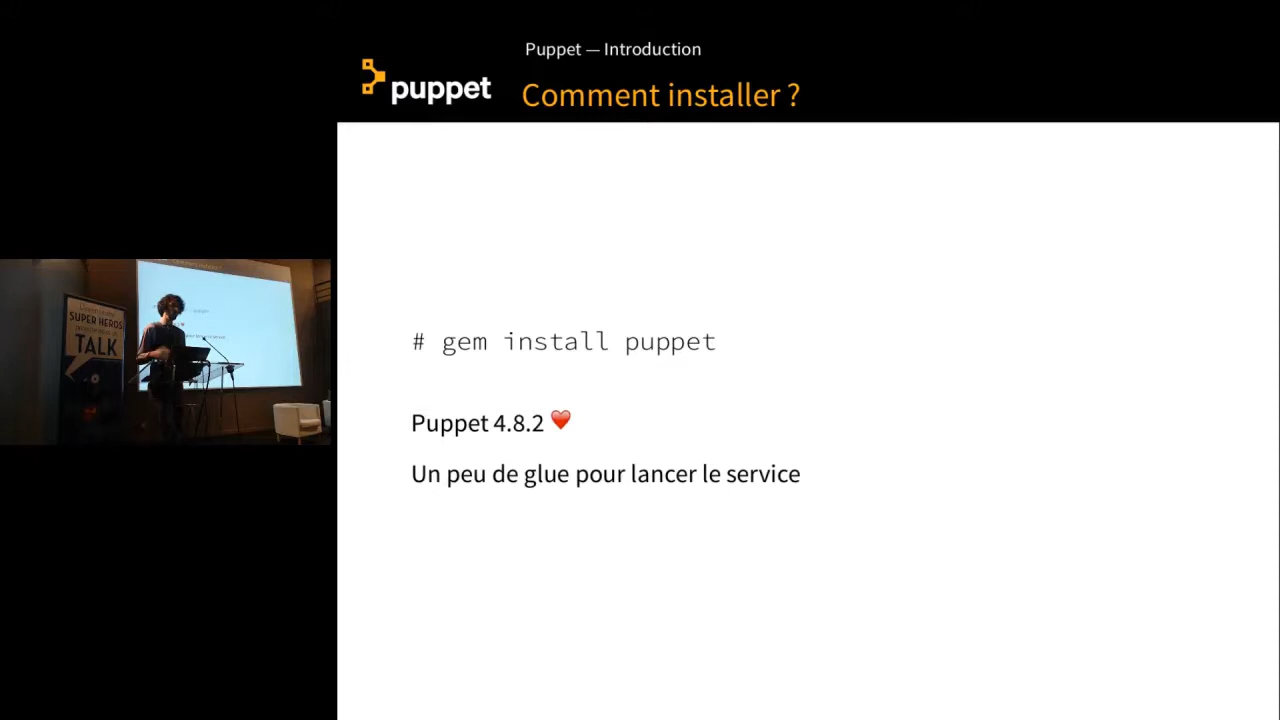 Puppet — Introduction
puppet
Comment installer ?
# gem install puppet
Puppet 4.8.2 ❤️
Un peu de glue pour lancer le service
SUPER HEROS
TALK